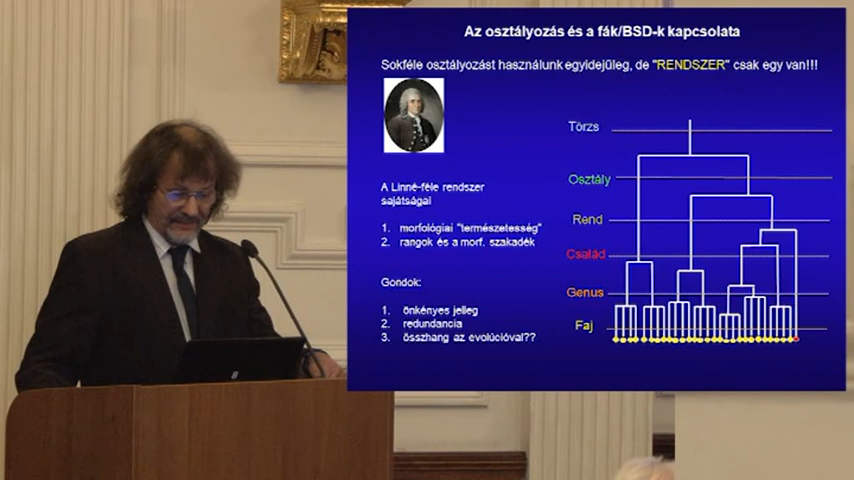 Az osztályozás és a fák/BSD-k kapcsolata
Sokféle osztályozást használunk egyidejűleg, de "RENDSZER" csak egy van!!!
A Linné-féle rendszer
sajátságai
1. morfológiai "természetesség"
2. rangok és a morf. szakadék
Gondok:
1. önkényes jelleg
2. redundancia
3. összhang az evolúcióval??
Törzs
Osztály
Rend
Család
Genus
Faj